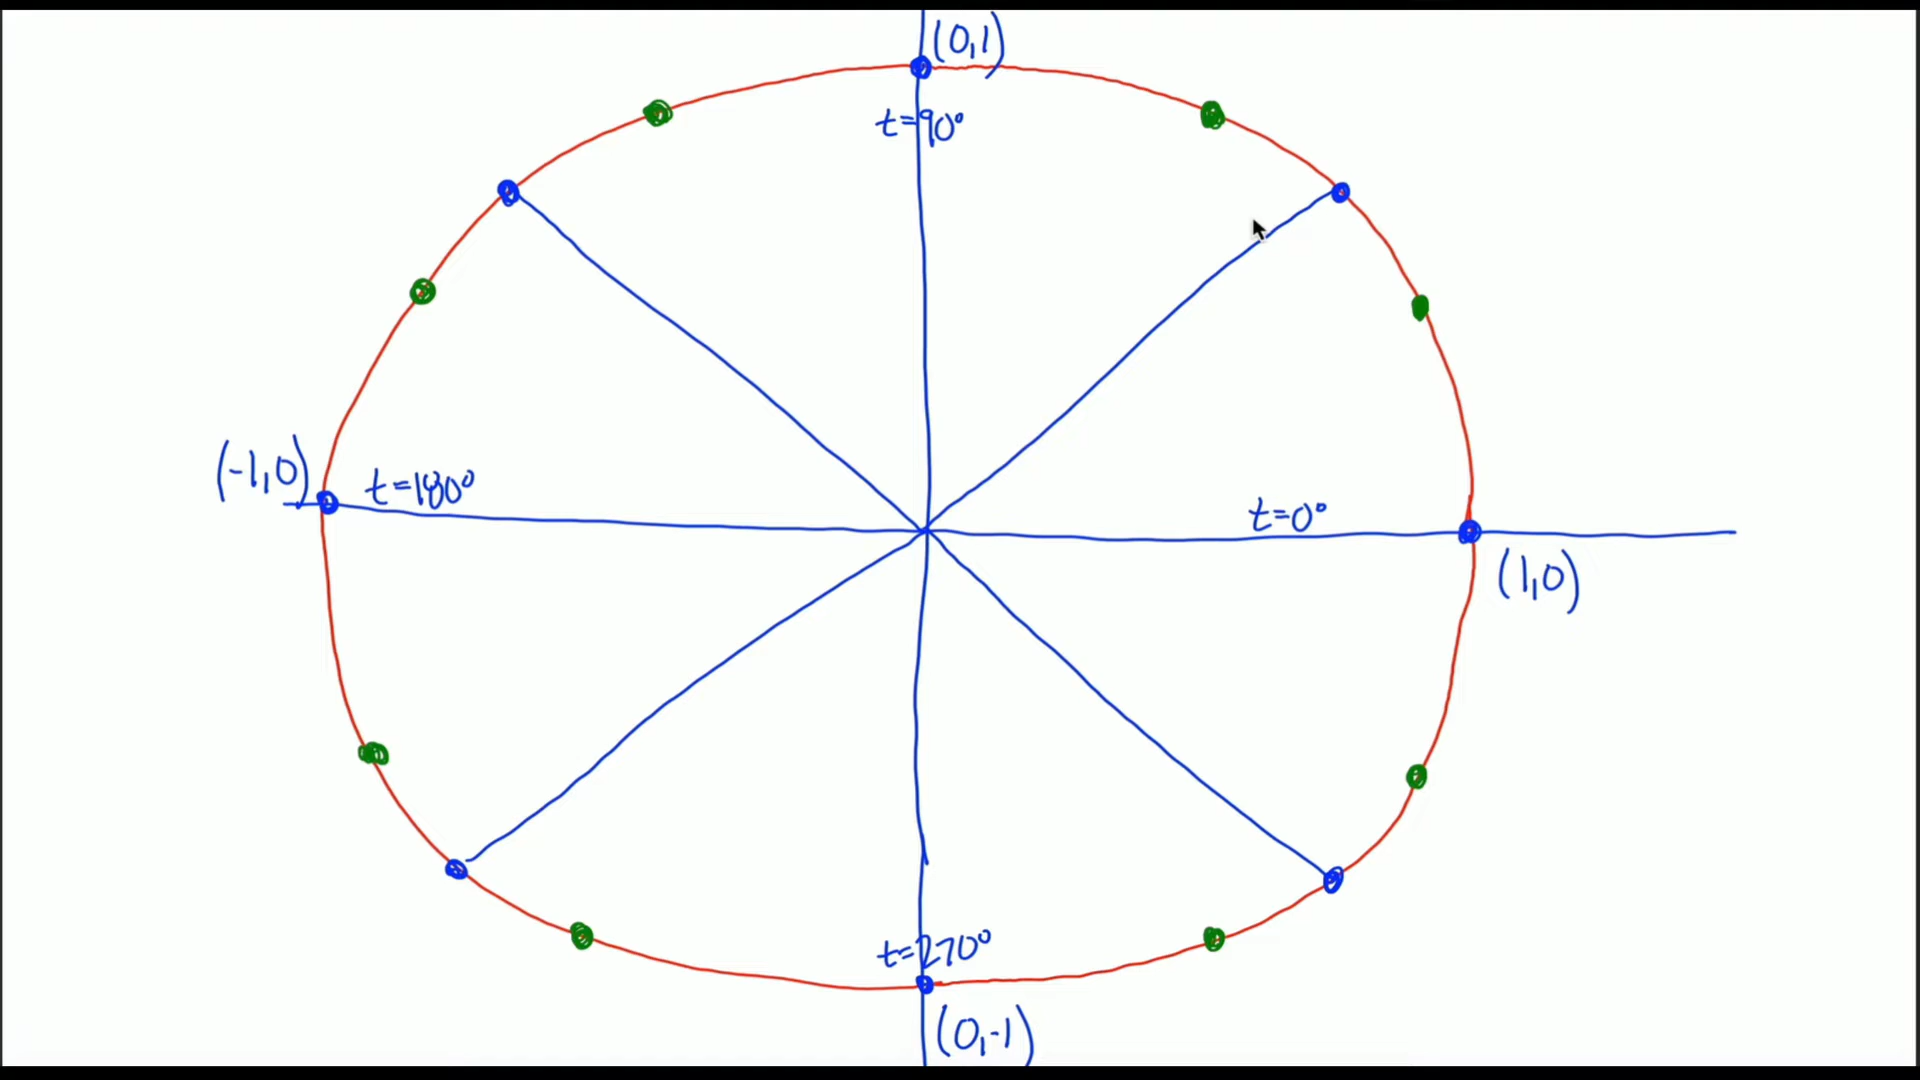 (0,1)
t=90°
(-1,0)
t=180°
t=0°
(1,0)
t=270°
(0,-1)